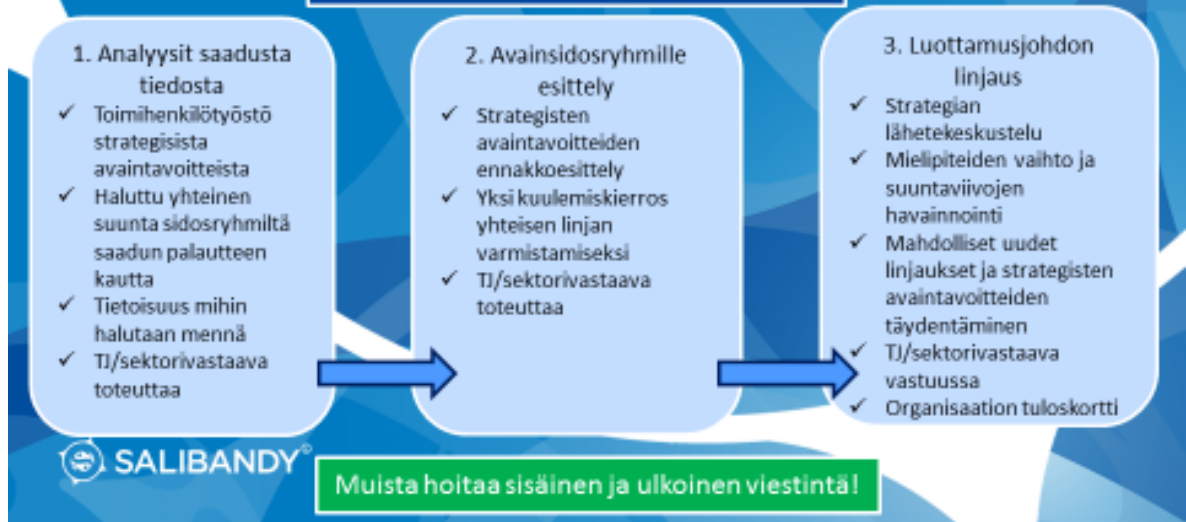 1. Analyysit saadusta
tiedosta
✓ Toimihenkilötyöstö
strategisista
avaintavoitteista
✓ Haluttu yhteinen
suunta sidosryhmiltä
saadun palautteen
kautta
✓ Tietoisuus mihin
halutaan mennä
✓ TJ/sektorivastaava
toteuttaa
2. Avainsidosryhmille
esittely
✓ Strategisten
avaintavoitteiden
ennakkoesittely
✓ Yksi kuulemiskierros
yhteisen linjan
varmistamiseksi
✓ TJ/sektorivastaava
toteuttaa
3. Luottamusjohdon
linjaus
✓ Strategian
lähetekeskustelu
✓ Mielipiteiden vaihto ja
suuntaviivojen
havainnointi
✓ Mahdolliset uudet
linjaukset ja strategisten
avaintavoitteiden
täydentäminen
✓ TJ/sektorivastaava
vastuussa
✓ Organisaation tuloskortti
SALIBANDY
Muista hoitaa sisäinen ja ulkoinen viestintä!